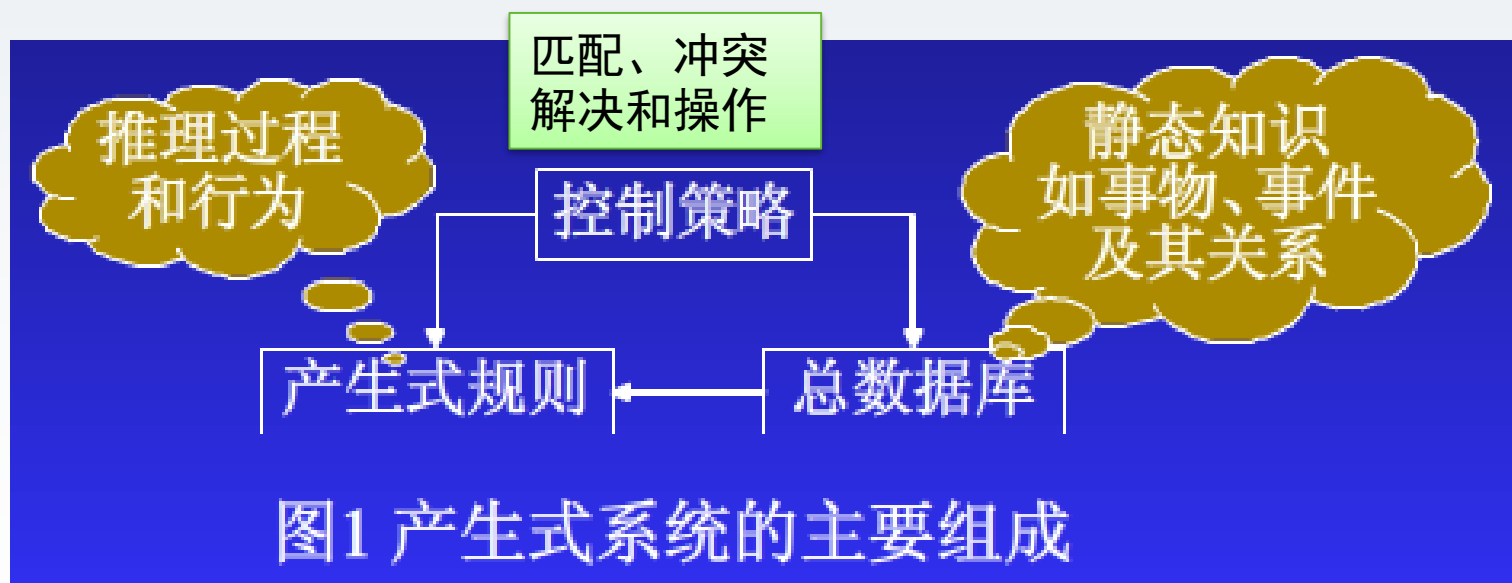 匹配、冲突
解决和操作
推理过程
和行为
控制策略
静态知识
如事物、事件
及其关系
产生式规则
总数据库
图1 产生式系统的主要组成